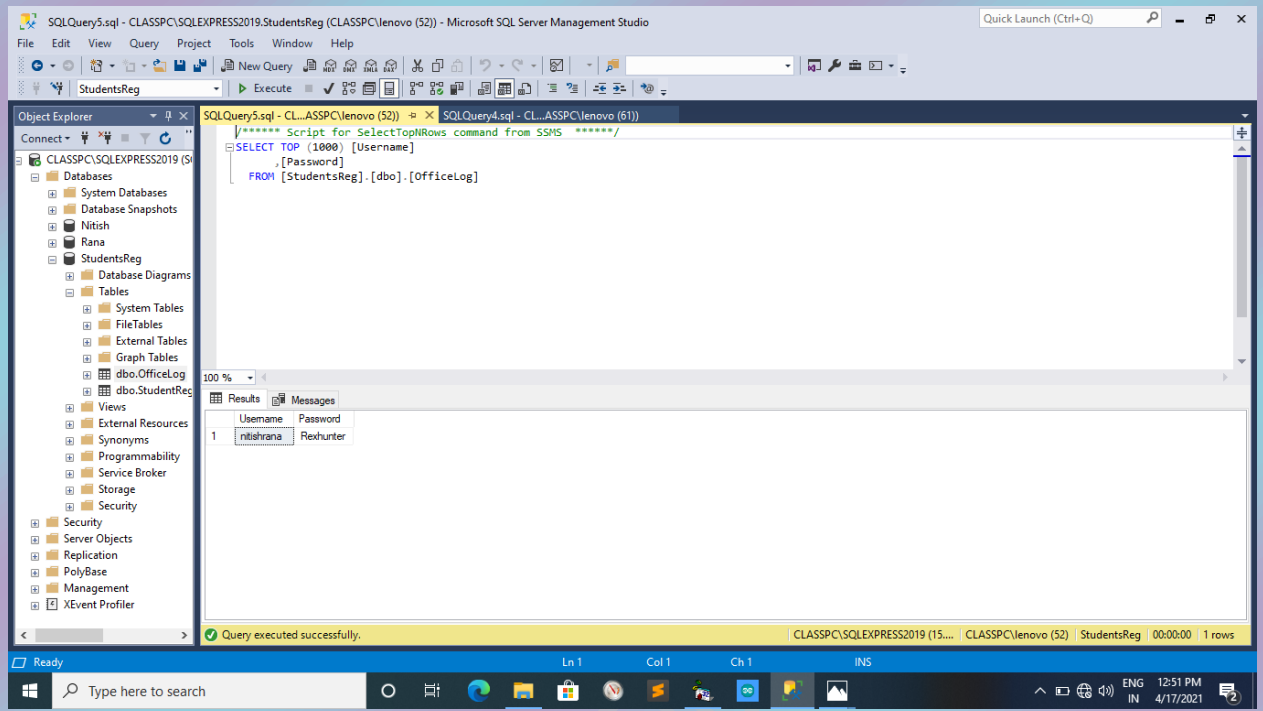 SQLQuery5.sql - CLASSPC\SQLEXPRESS2019.StudentsReg (CLASSPC\lenovo (52)) - Microsoft SQL Server Management Studio
Quick Launch (Ctrl+Q)
File Edit View Query Project Tools Window Help
New Query
StudentsReg Execute
Object Explorer
Connect
CLASSPC\SQLEXPRESS2019 (S
Databases
System Databases
Database Snapshots
Nitish
Rana
StudentsReg
Database Diagrams
Tables
System Tables
FileTables
External Tables
Graph Tables
dbo.OfficeLog
dbo.StudentReg
Views
External Resources
Synonyms
Programmability
Service Broker
Storage
Security
Security
Server Objects
Replication
PolyBase
Management
XEvent Profiler
SQLQuery5.sql - CL...ASSPC\lenovo (52)) SQLQuery4.sql - CL...ASSPC\lenovo (61))
/****** Script for SelectTopNRows command from SSMS ******/
SELECT TOP (1000) [Username]
,[Password]
FROM [StudentsReg].[dbo].[OfficeLog]
100 %
Results Messages
Username Password
1 nitishrana Rexhunter
Query executed successfully. CLASSPC\SQLEXPRESS2019 (15.... CLASSPC\lenovo (52) StudentsReg 00:00:00 1 rows
Ready Ln 1 Col 1 Ch 1 INS
Type here to search
ENG
IN
12:51 PM
4/17/2021
2